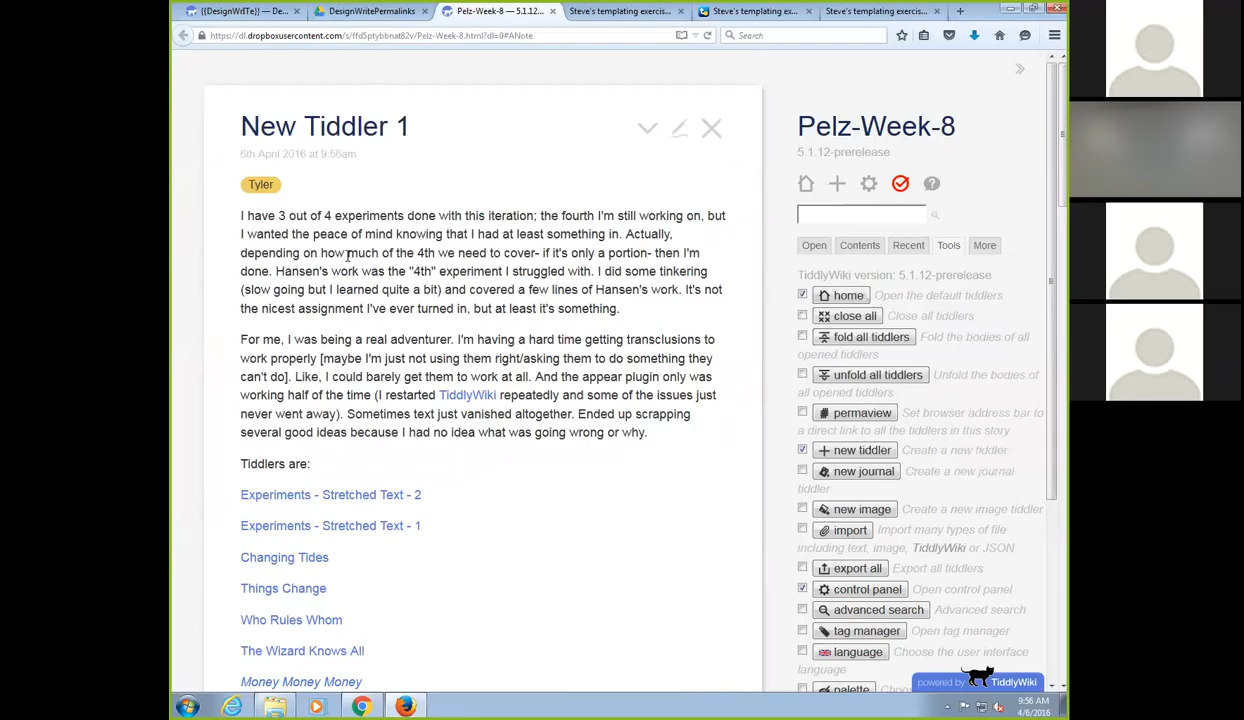 {{DesignWrITe}} — De...
DesignWritePermalinks
Pelz-Week-8 — 5.1.12...
Steve's templating exercis...
Steve's templating ex...
Steve's templating exercis...
https://dl.dropboxusercontent.com/s/ffd5ptybbnat82v/Pelz-Week-8.html?dl=0#ANote
Search
New Tiddler 1
6th April 2016 at 9:56am
Tyler
I have 3 out of 4 experiments done with this iteration; the fourth I'm still working on, but
I wanted the peace of mind knowing that I had at least something in. Actually,
depending on how much of the 4th we need to cover- if it's only a portion- then I'm
done. Hansen's work was the "4th" experiment I struggled with. I did some tinkering
(slow going but I learned quite a bit) and covered a few lines of Hansen's work. It's not
the nicest assignment I've ever turned in, but at least it's something.
For me, I was being a real adventurer. I'm having a hard time getting transclusions to
work properly [maybe I'm just not using them right/asking them to do something they
can't do]. Like, I could barely get them to work at all. And the appear plugin only was
working half of the time (I restarted TiddlyWiki repeatedly and some of the issues just
never went away). Sometimes text just vanished altogether. Ended up scrapping
several good ideas because I had no idea what was going wrong or why.
Tiddlers are:
Experiments - Stretched Text - 2
Experiments - Stretched Text - 1
Changing Tides
Things Change
Who Rules Whom
The Wizard Knows All
Money Money Money
Pelz-Week-8
5.1.12-prerelease
Open Contents Recent Tools More
TiddlyWiki version: 5.1.12-prerelease
home Open the default tiddlers
close all Close all tiddlers
fold all tiddlers Fold the bodies of all
opened tiddlers
unfold all tiddlers Unfold the bodies of
all opened tiddlers
permaview Set browser address bar to
a direct link to all the tiddlers in this story
new tiddler Create a new tiddler
new journal Create a new journal
tiddler
new image Create a new image tiddler
import Import many types of file
including text, image, TiddlyWiki or JSON
export all Export all tiddlers
control panel Open control panel
advanced search Advanced search
tag manager Open tag manager
language Choose the user interface
language
palette
powered by TiddlyWiki
9:56 AM
4/6/2016